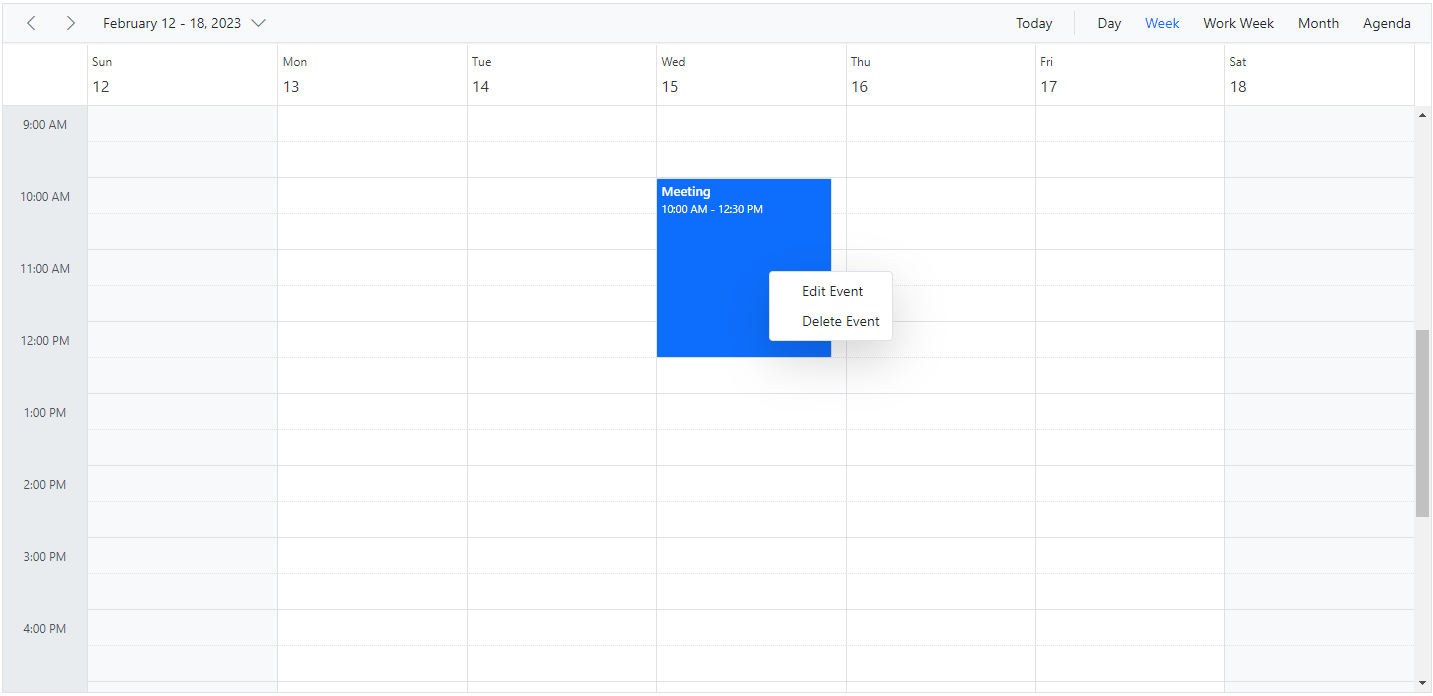 February 12 - 18, 2023 Today Day Week Work Week Month Agenda
Sun Mon Tue Wed Thu Fri Sat
12 13 14 15 16 17 18
9:00 AM
10:00 AM
Meeting
10:00 AM - 12:30 PM
11:00 AM
Edit Event
Delete Event
12:00 PM
1:00 PM
2:00 PM
3:00 PM
4:00 PM